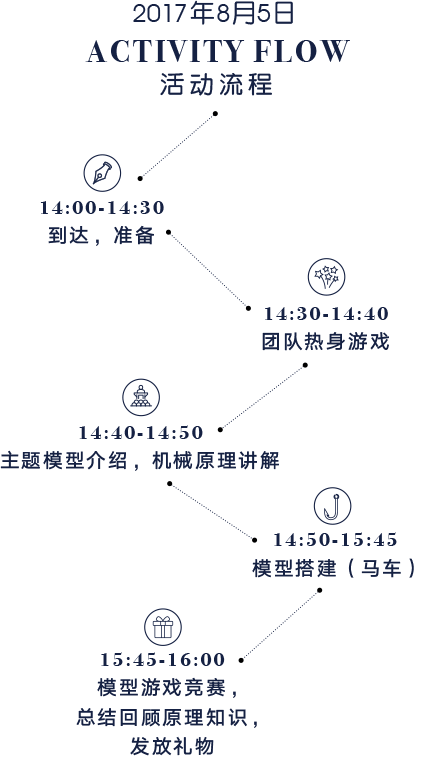 2017年8月5日
ACTIVITY FLOW
活动流程
14:00-14:30
到达，准备
14:30-14:40
团队热身游戏
14:40-14:50
主题模型介绍，机械原理讲解
14:50-15:45
模型搭建（马车）
15:45-16:00
模型游戏竞赛，
总结回顾原理知识，
发放礼物